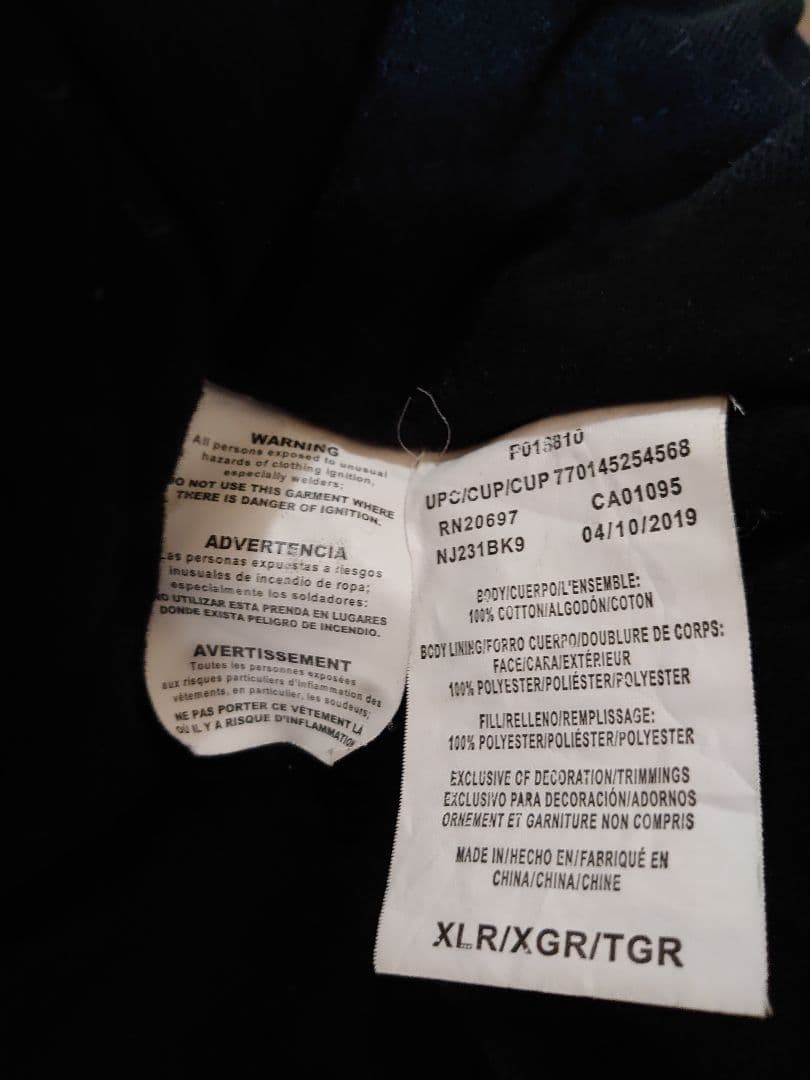 WARNING
All persons exposed to unusual
hazards of clothing ignition,
especially welders;
DO NOT USE THIS GARMENT WHERE
THERE IS DANGER OF IGNITION.
ADVERTENCIA
Las personas expuestas a riesgos
inusuales de incendio de ropa;
especialmente los soldadores:
NO UTILIZAR ESTA PRENDA EN LUGARES
DONDE EXISTA PELIGRO DE INCENDIO.
AVERTISSEMENT
Toutes les personnes exposées
aux risques particuliers d'inflammation des
vêtements, en particulier, les soudeurs;
NE PAS PORTER CE VÊTEMENT LÀ
OÙ IL Y A RISQUE D'INFLAMMATION
P016810
UPC/CUP/CUP 770145254568
RN20697 CA01095
NJ231BK9 04/10/2019
BODY/CUERPO/L'ENSEMBLE:
100% COTTON/ALGODÓN/COTON
BODY LINING/FORRO CUERPO/DOUBLURE DE CORPS:
FACE/CARA/EXTÉRIEUR
100% POLYESTER/POLIÉSTER/POLYESTER
FILL/RELLENO/REMPLISSAGE:
100% POLYESTER/POLIÉSTER/POLYESTER
EXCLUSIVE OF DECORATION/TRIMMINGS
EXCLUSIVO PARA DECORACIÓN/ADORNOS
ORNEMENT ET GARNITURE NON COMPRIS
MADE IN/HECHO EN/FABRIQUÉ EN
CHINA/CHINA/CHINE
XLR/XGR/TGR